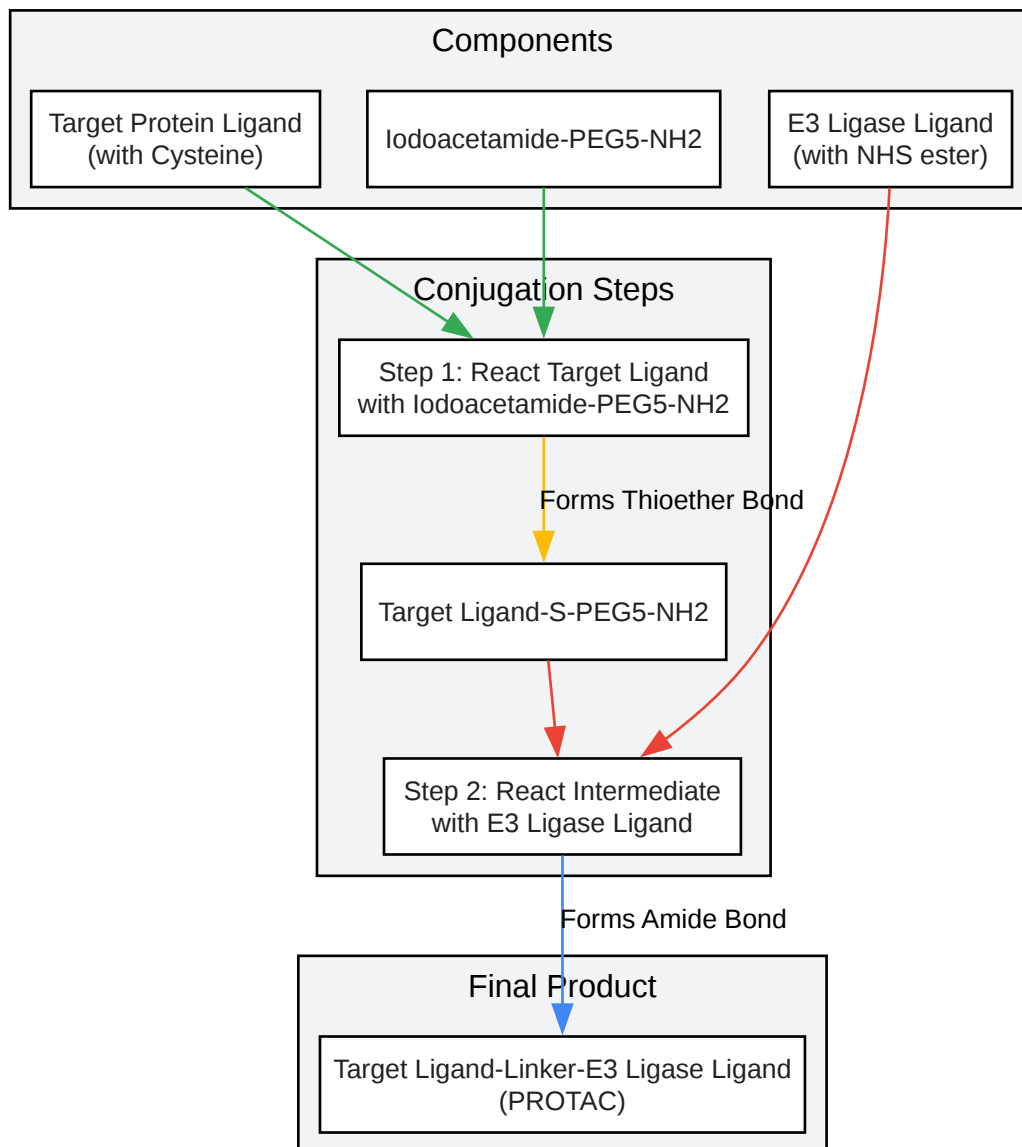 Components
Target Protein Ligand
(with Cysteine)
Iodoacetamide-PEG5-NH2
E3 Ligase Ligand
(with NHS ester)
Conjugation Steps
Step 1: React Target Ligand
with Iodoacetamide-PEG5-NH2
Forms Thioether Bond
Target Ligand-S-PEG5-NH2
Step 2: React Intermediate
with E3 Ligase Ligand
Forms Amide Bond
Final Product
Target Ligand-Linker-E3 Ligase Ligand
(PROTAC)